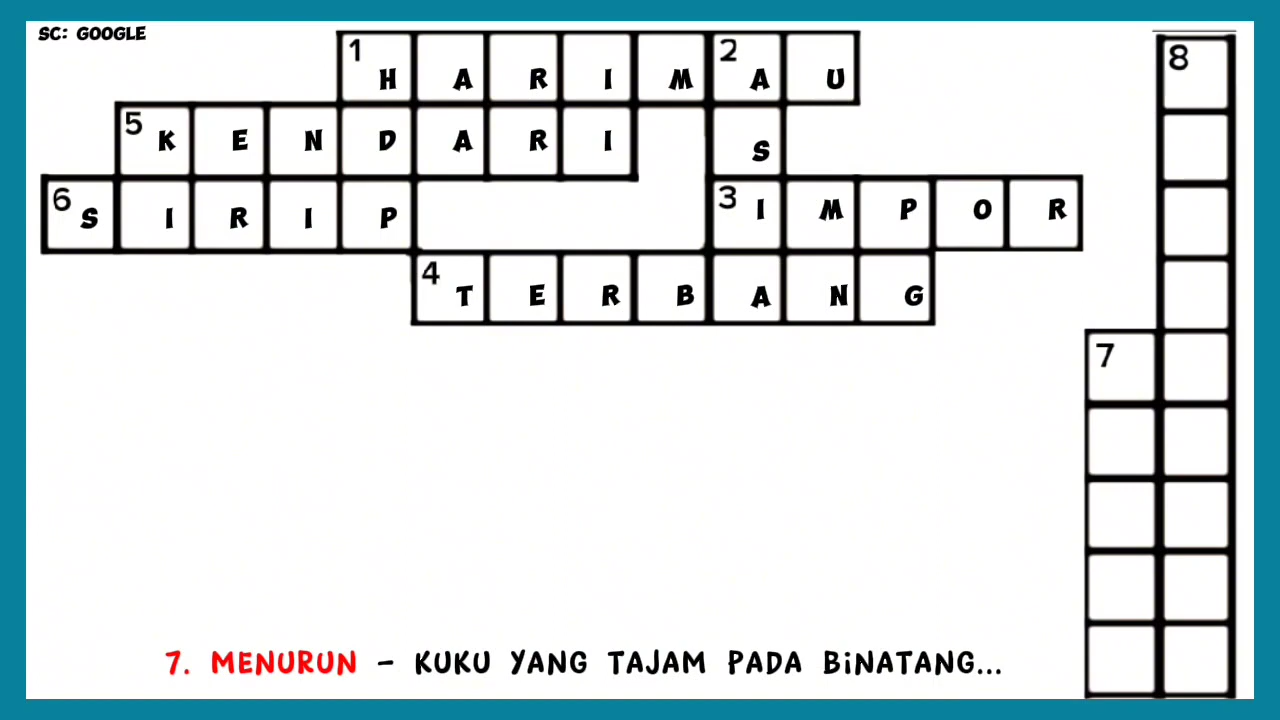 SC: GOOGLE
1 H A R I M 2 A U
8
5 K E N D A R I S
6 S I R I P 3 I M P O R
4 T E R B A N G
7
7. MENURUN - KUKU YANG TAJAM PADA BiNATANG...